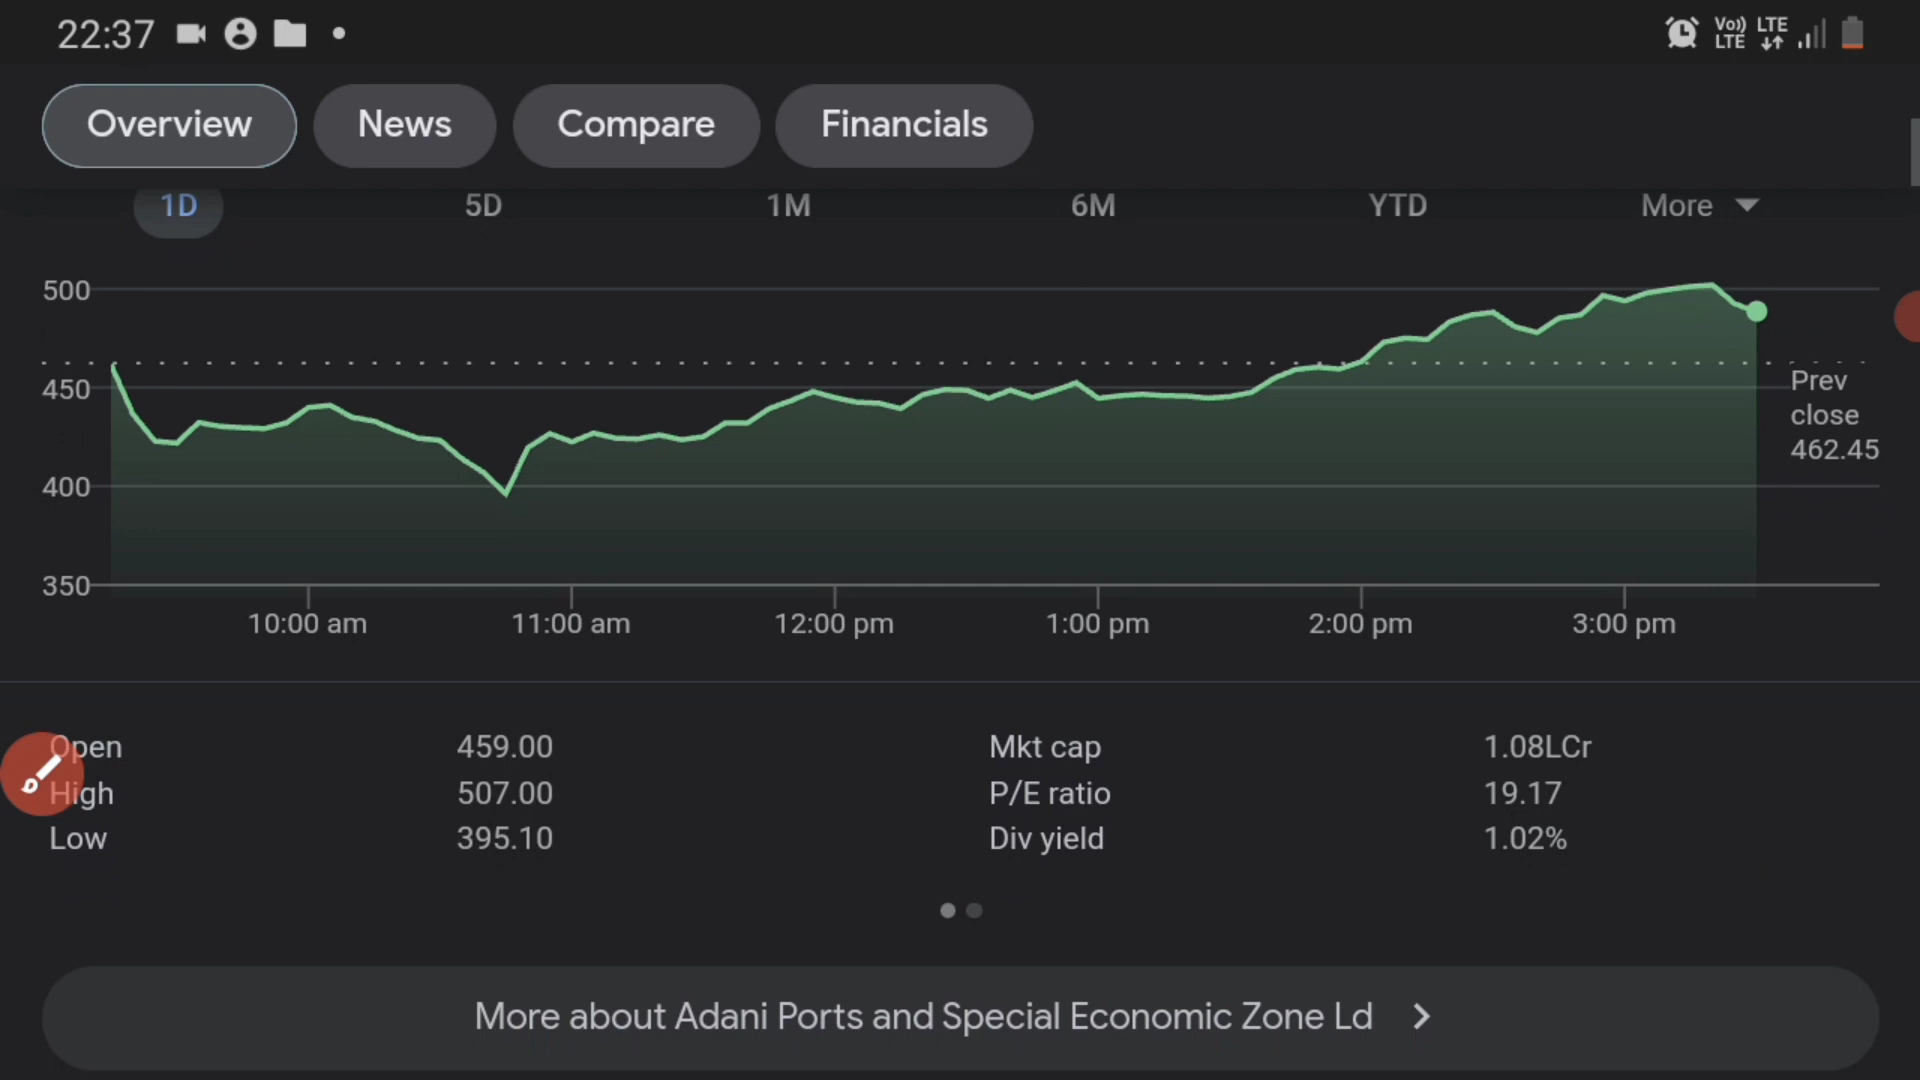 22:37 Vo)) LTE LTE
Overview News Compare Financials
1D 5D 1M 6M YTD More
500
450
400
350
Prev
close
462.45
10:00 am 11:00 am 12:00 pm 1:00 pm 2:00 pm 3:00 pm
Open 459.00 Mkt cap 1.08LCr
High 507.00 P/E ratio 19.17
Low 395.10 Div yield 1.02%
More about Adani Ports and Special Economic Zone Ld